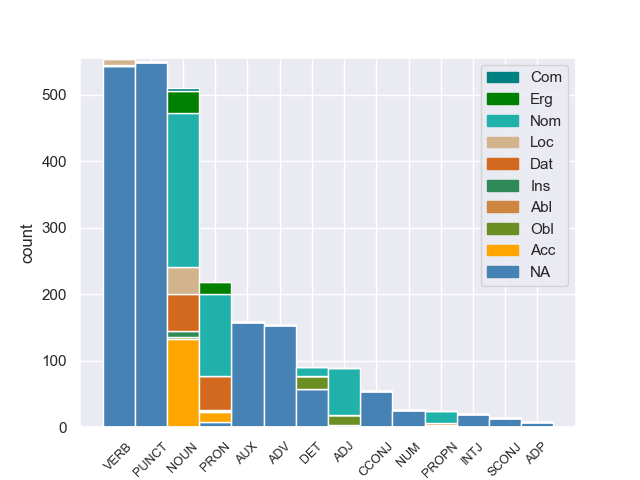 count
500
400
300
200
100
0
Com
Erg
Nom
Loc
Dat
Ins
Abl
Obl
Acc
NA
VERB
PUNCT
NOUN
PRON
AUX
ADV
DET
ADJ
CCONJ
NUM
PROPN
INTJ
SCONJ
ADP